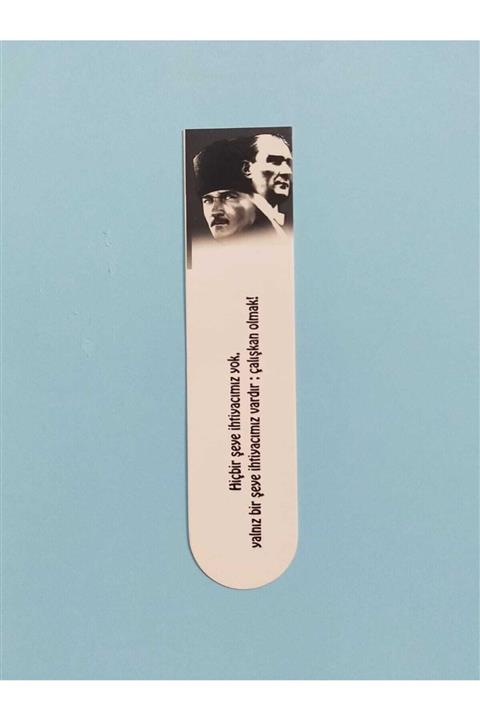 Hiçbir şeye ihtiyacımız yok,
yalnız bir şeye ihtiyacımız vardır ; çalışkan olmak!